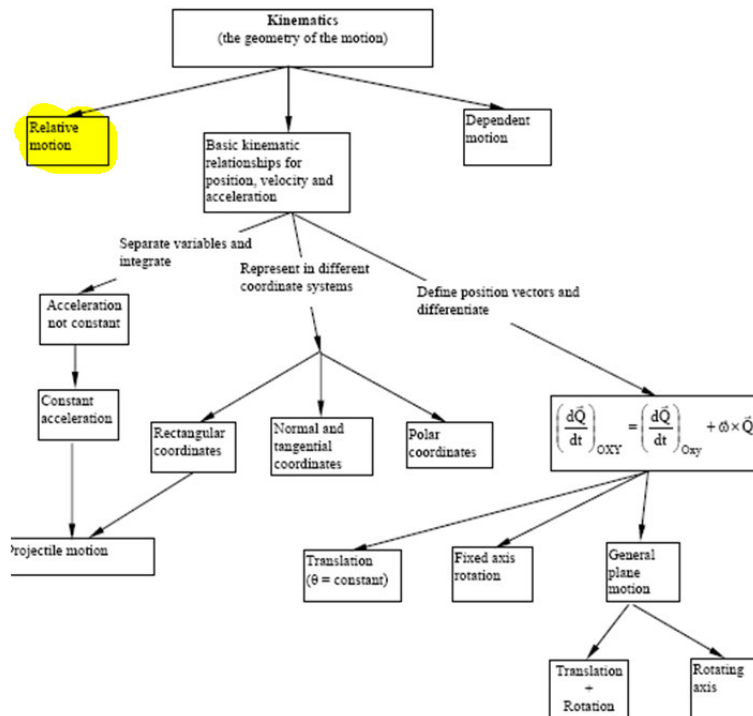 Kinematics
(the geometry of the motion)
Relative
motion
Basic kinematic
relationships for
position, velocity and
acceleration
Dependent
motion
Separate variables and
integrate
Represent in different
coordinate systems
Define position vectors and
differentiate
Acceleration
not constant
Constant
acceleration
Rectangular
coordinates
Normal and
tangential
coordinates
Polar
coordinates
(dQ⃗/dt)OXY = (dQ⃗/dt)Oxy + ω⃗ × Q⃗
Projectile motion
Translation
(θ = constant)
Fixed axis
rotation
General
plane
motion
Translation
+
Rotation
Rotating
axis